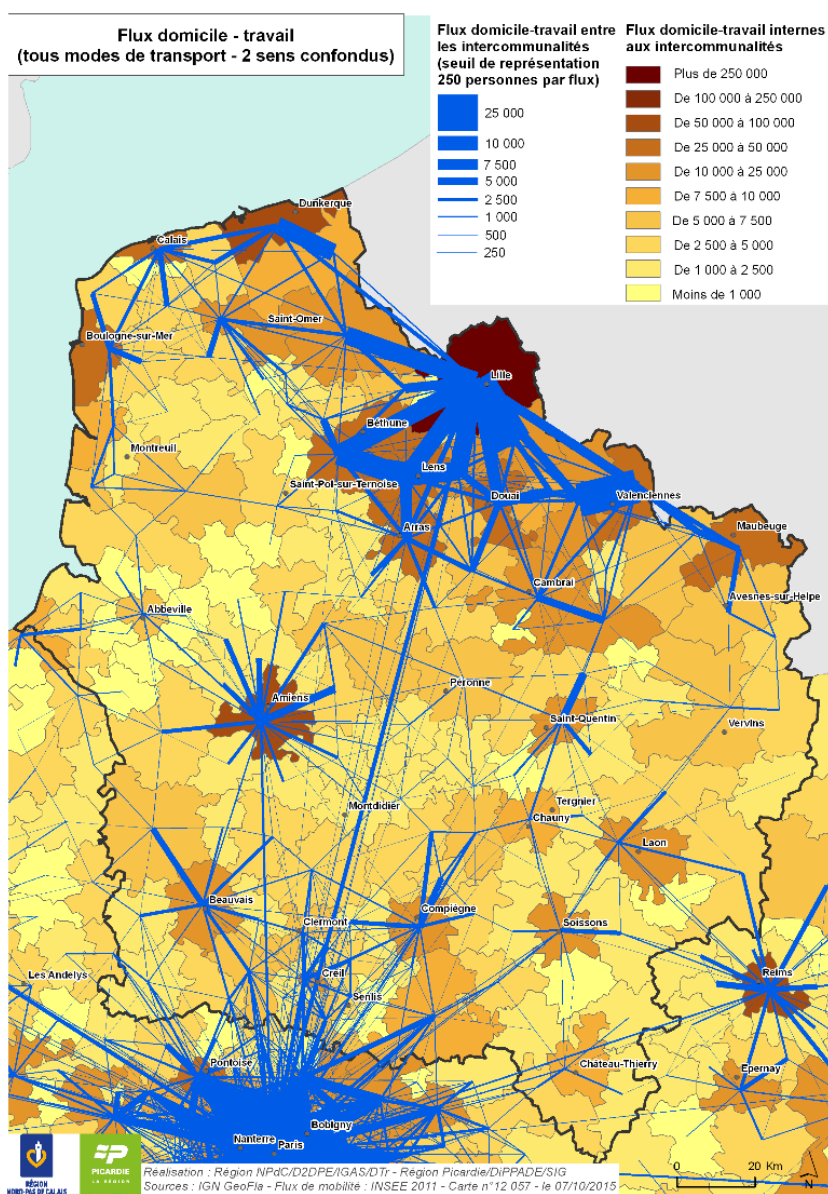 Flux domicile - travail
(tous modes de transport - 2 sens confondus)
Flux domicile-travail entre
les intercommunalités
(seuil de représentation
250 personnes par flux)
25 000
10 000
7 500
5 000
2 500
1 000
500
250
Flux domicile-travail internes
aux intercommunalités
Plus de 250 000
De 100 000 à 250 000
De 50 000 à 100 000
De 25 000 à 50 000
De 10 000 à 25 000
De 7 500 à 10 000
De 5 000 à 7 500
De 2 500 à 5 000
De 1 000 à 2 500
Moins de 1 000
Dunkerque
Calais
Saint-Omer
Boulogne-sur-Mer
Lille
Béthune
Montreuil
Lens
Saint-Pol-sur-Ternoise
Douai
Valenciennes
Arras
Maubeuge
Cambrai
Avesnes-sur-Helpe
Abbeville
Péronne
Amiens
Saint-Quentin
Vervins
Montdidier
Tergnier
Chauny
Laon
Beauvais
Compiègne
Clermont
Soissons
Les Andelys
Creil
Reims
Senlis
Pontoise
Château-Thierry
Epernay
Bobigny
Nanterre
Paris
0 20 Km
RÉGION
NORD-PAS DE CALAIS
PICARDIE
LA RÉGION
Réalisation : Région NPdC/D2DPE/IGAS/DTr - Région Picardie/DiPPADE/SIG
Sources : IGN GeoFla - Flux de mobilité : INSEE 2011 - Carte n°12 057 - le 07/10/2015